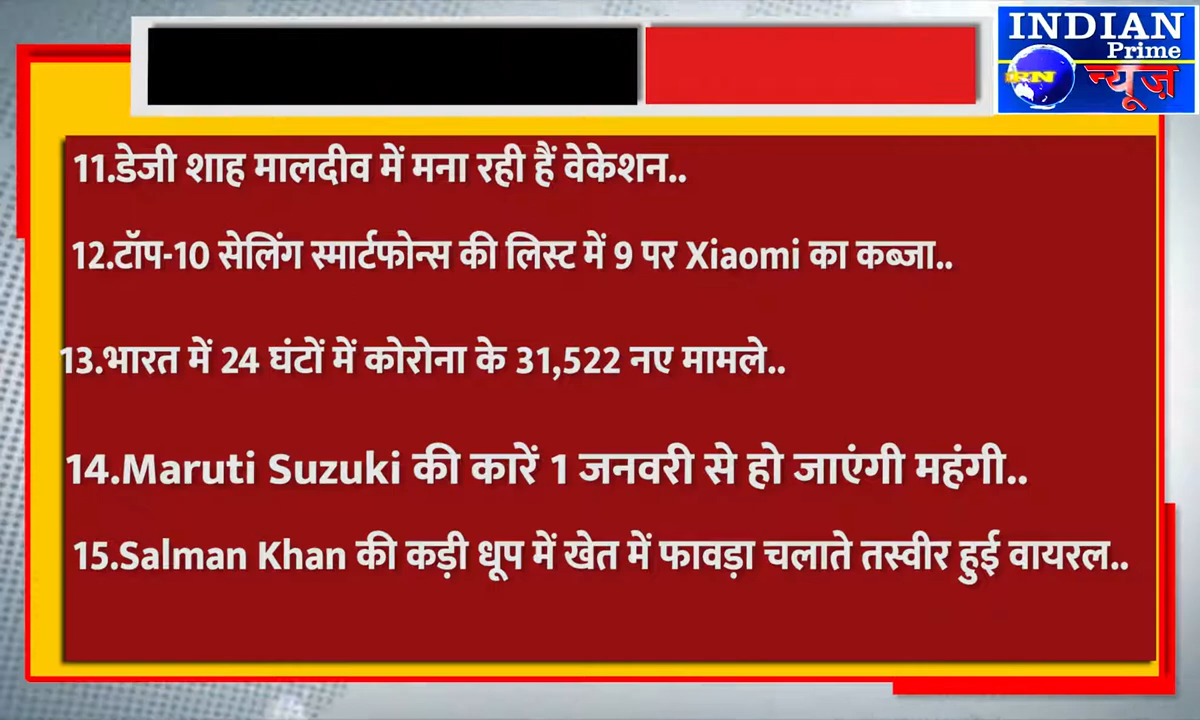 INDIAN
Prime
RN न्यूज़
11.डेजी शाह मालदीव में मना रही हैं वेकेशन..
12.टॉप-10 सेलिंग स्मार्टफोन्स की लिस्ट में 9 पर Xiaomi का कब्जा..
13.भारत में 24 घंटों में कोरोना के 31,522 नए मामले..
14.Maruti Suzuki की कारें 1 जनवरी से हो जाएंगी महंगी..
15.Salman Khan की कड़ी धूप में खेत में फावड़ा चलाते तस्वीर हुई वायरल..